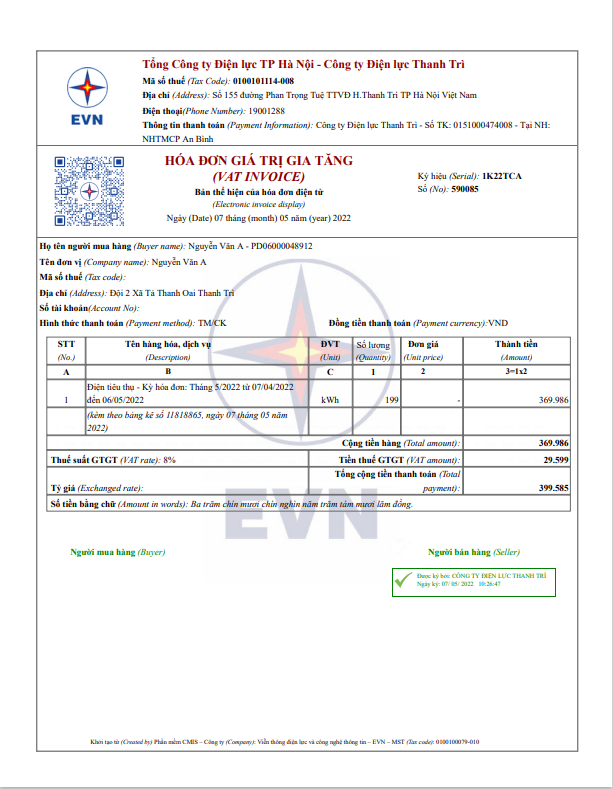 Tổng Công ty Điện lực TP Hà Nội - Công ty Điện lực Thanh Trì
Mã số thuế (Tax Code): 0100101114-008
Địa chỉ (Address): Số 155 đường Phan Trọng Tuệ TTVĐ H.Thanh Trì TP Hà Nội Việt Nam
Điện thoại(Phone Number): 19001288
Thông tin thanh toán (Payment Information): Công ty Điện lực Thanh Trì - Số TK: 0151000474008 - Tại NH:
NHTMCP An Bình
EVN
HÓA ĐƠN GIÁ TRỊ GIA TĂNG
(VAT INVOICE)
Bản thể hiện của hóa đơn điện tử
(Electronic invoice display)
Ngày (Date) 07 tháng (month) 05 năm (year) 2022
Ký hiệu (Serial): 1K22TCA
Số (No): 590085
Họ tên người mua hàng (Buyer name): Nguyễn Văn A - PD06000048912
Tên đơn vị (Company name): Nguyễn Văn A
Mã số thuế (Tax code):
Địa chỉ (Address): Đội 2 Xã Tả Thanh Oai Thanh Trì
Số tài khoản(Account No):
Hình thức thanh toán (Payment method): TM/CK Đồng tiền thanh toán (Payment currency):VND
STT Tên hàng hóa, dịch vụ ĐVT Số lượng Đơn giá Thành tiền
(No.) (Description) (Unit) (Quantity) (Unit price) (Amount)
A B C 1 2 3=1x2
Điện tiêu thụ - Kỳ hóa đơn: Tháng 5/2022 từ 07/04/2022
1 đến 06/05/2022 kWh 199 - 369.986
(kèm theo bảng kê số 11818865, ngày 07 tháng 05 năm
2022)
Cộng tiền hàng (Total amount): 369.986
Thuế suất GTGT (VAT rate): 8% Tiền thuế GTGT (VAT amount): 29.599
Tổng cộng tiền thanh toán (Total
Tỷ giá (Exchanged rate): payment): 399.585
Số tiền bằng chữ (Amount in words): Ba trăm chín mươi chín nghìn năm trăm tám mươi lăm đồng.
EVN
Người mua hàng (Buyer) Người bán hàng (Seller)
Được ký bởi: CÔNG TY ĐIỆN LỰC THANH TRÌ
Ngày ký: 07/ 05/ 2022 10:26:47
Khởi tạo từ (Created by) Phần mềm CMIS – Công ty (Company): Viễn thông điện lực và công nghệ thông tin – EVN – MST (Tax code): 0100100079-010